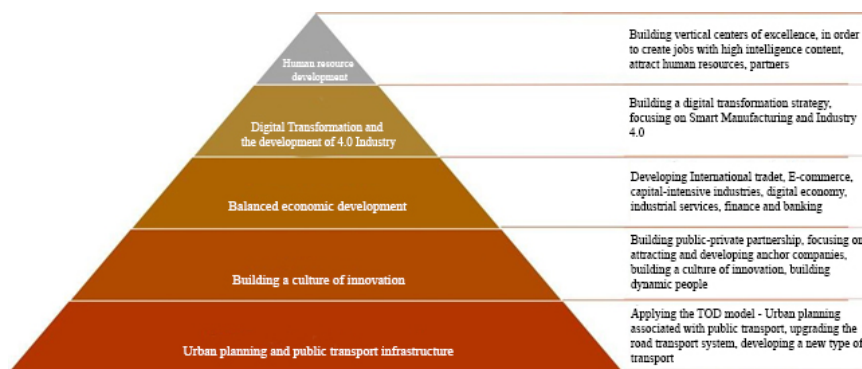 Human resource
development
Building vertical centers of excellence, in order
to create jobs with high intelligence content,
attract human resources, partners
Digital Transformation and
the development of 4.0 Industry
Building a digital transformation strategy,
focusing on Smart Manufacturing and Industry
4.0
Balanced economic development
Developing International tradet, E-commerce,
capital-intensive industries, digital economy,
industrial services, finance and banking
Building a culture of innovation
Building public-private partnership, focusing on
attracting and developing anchor companies,
building a culture of innovation, building
dynamic people
Urban planning and public transport infrastructure
Applying the TOD model - Urban planning
associated with public transport, upgrading the
road transport system, developing a new type of
transport